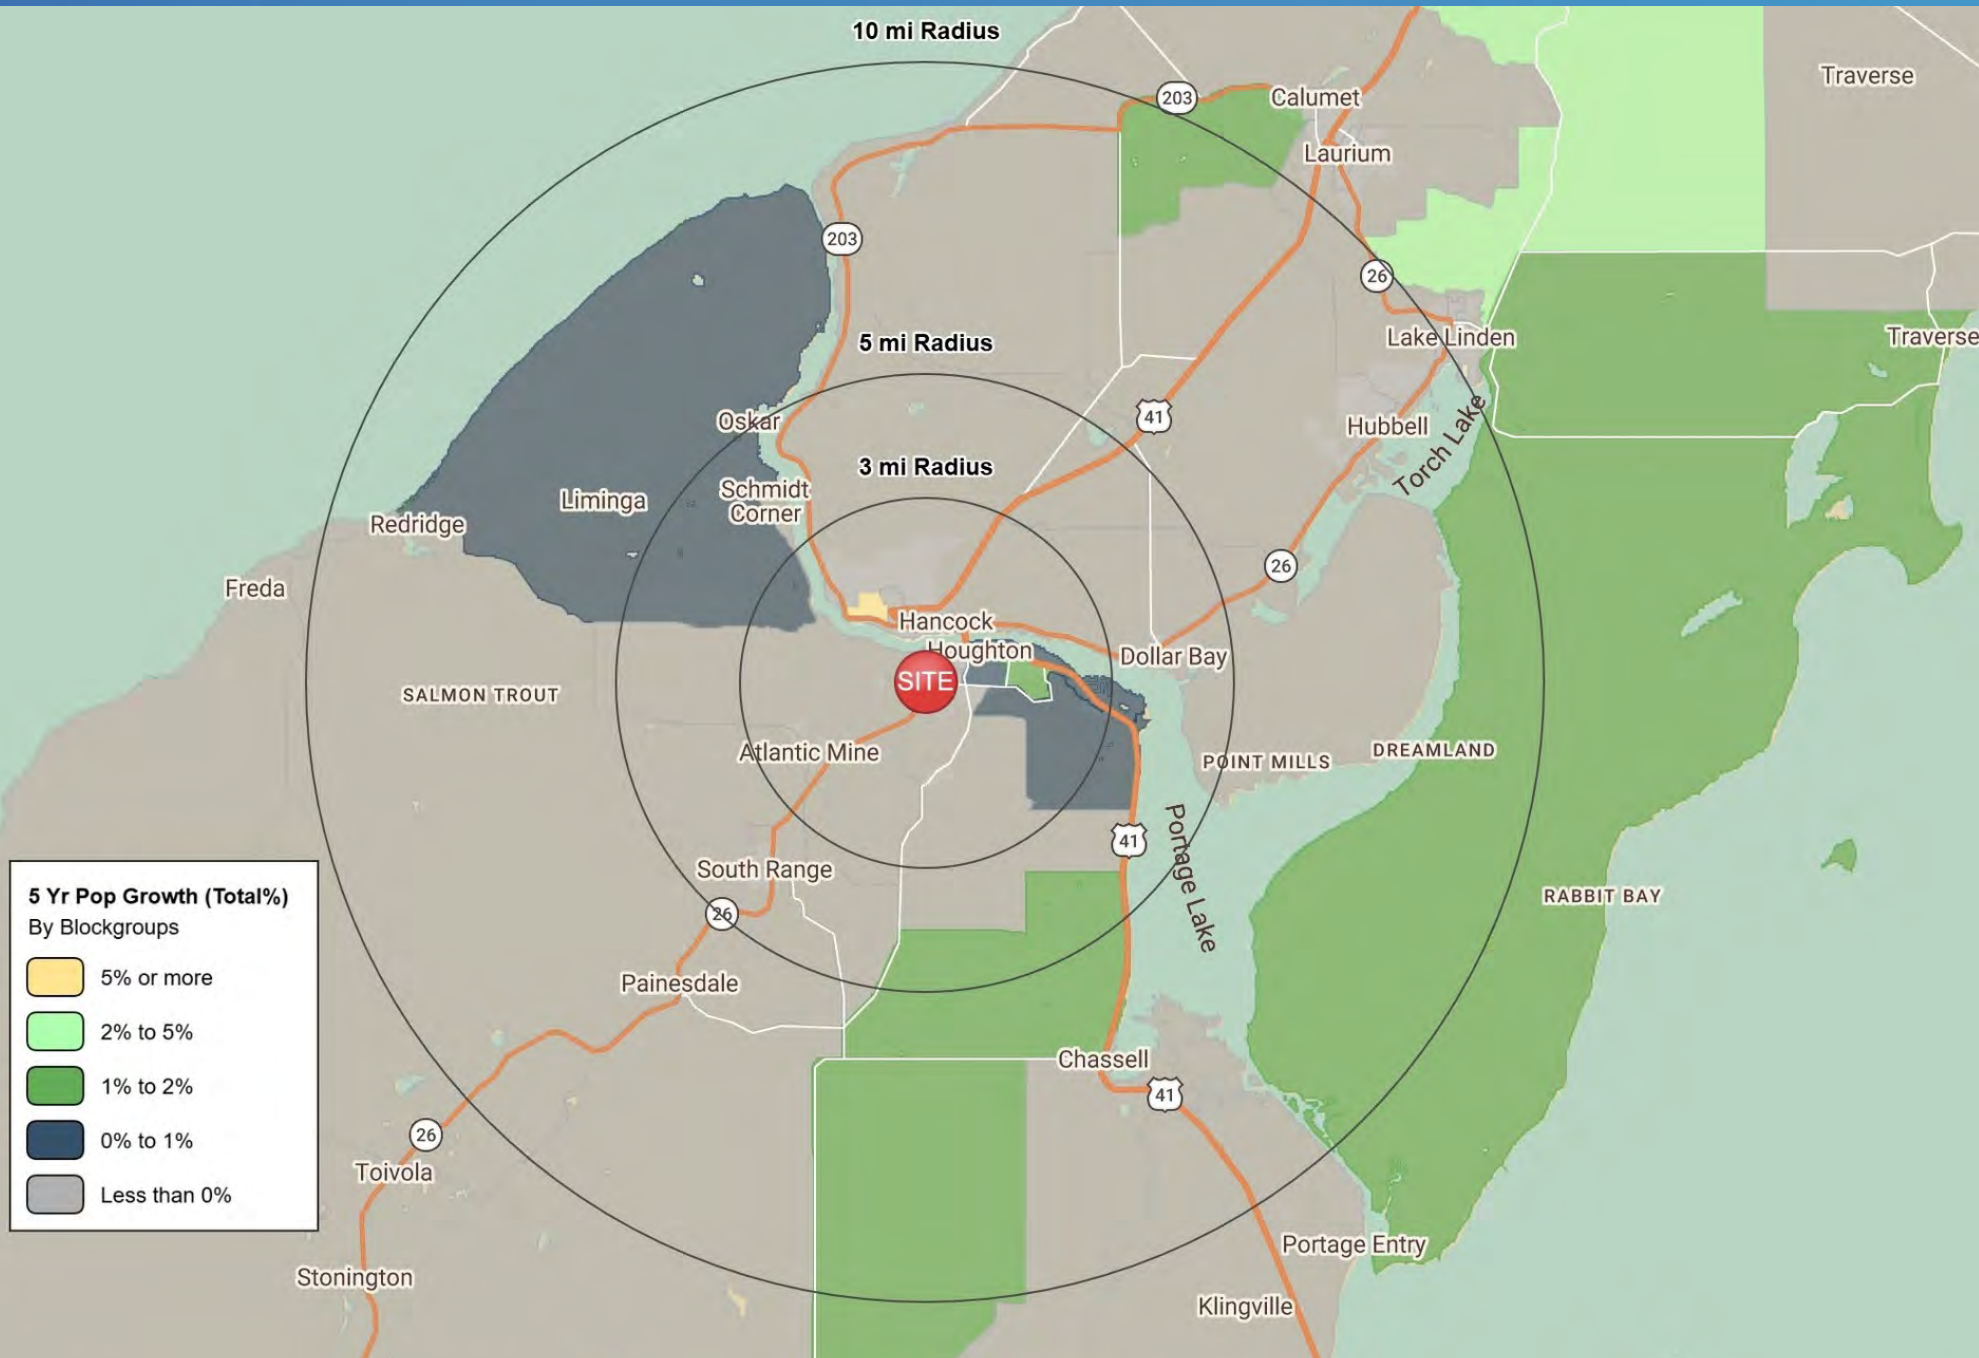 10 mi Radius
Traverse
203
Calumet
Laurium
203
26
Lake Linden
Traverse
5 mi Radius
Oskar
41
Hubbell
Torch Lake
3 mi Radius
Schmidt
Corner
Liminga
Redridge
Freda
26
Hancock
Houghton
Dollar Bay
SITE
SALMON TROUT
Atlantic Mine
POINT MILLS
DREAMLAND
Portage Lake
41
South Range
26
RABBIT BAY
Painesdale
5 Yr Pop Growth (Total%)
By Blockgroups
5% or more
2% to 5%
1% to 2%
0% to 1%
Less than 0%
Chassell
41
26
Toivola
Stonington
Portage Entry
Klingville